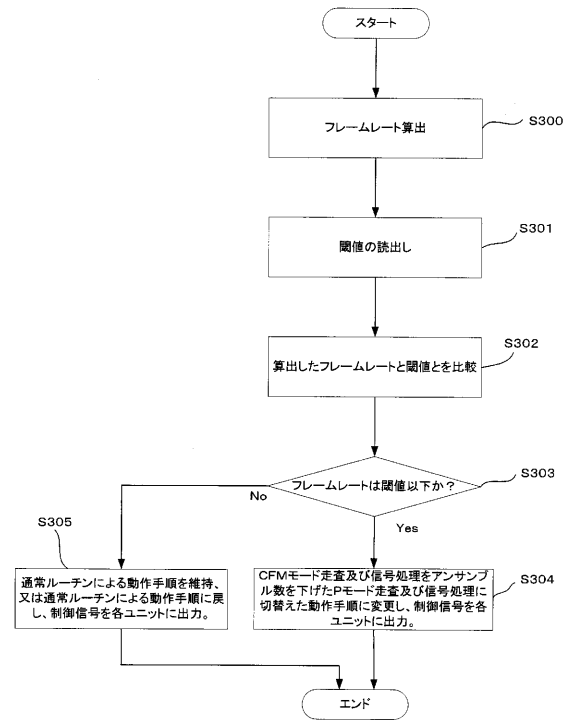 スタート
フレームレート算出
S300
閾値の読出し
S301
算出したフレームレートと閾値とを比較
S302
フレームレートは閾値以下か？
S303
No
Yes
S305
通常ルーチンによる動作手順を維持、
又は通常ルーチンによる動作手順に戻
し、制御信号を各ユニットに出力。
CFMモード走査及び信号処理をアンサンブ
ル数を下げたPモード走査及び信号処理に
切替えた動作手順に変更し、制御信号を各
ユニットに出力。
S304
エンド